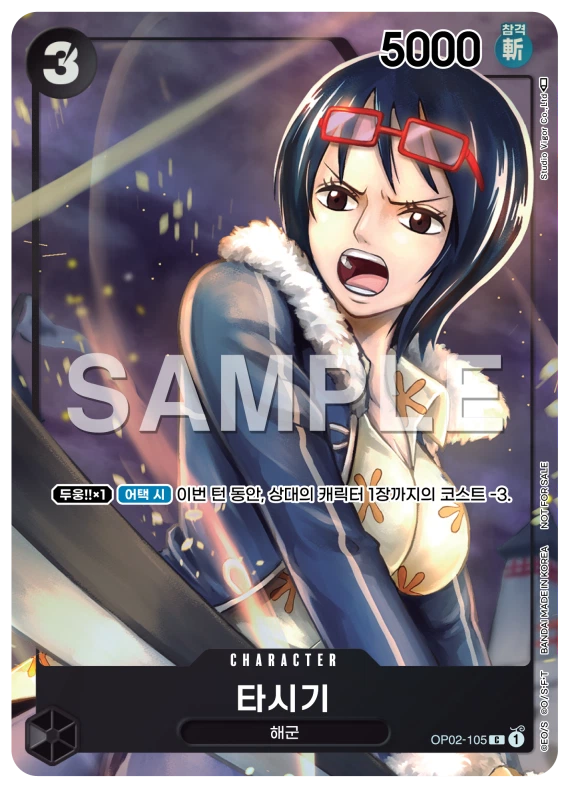 3
5000
참격
斬
Studio Vigor Co.,Ltd
SAMPLE
두웅!!×1 어택 시 이번 턴 동안, 상대의 캐릭터 1장까지의 코스트 -3.
CHARACTER
타시기
해군
OP02-105 C 1
©EO/S ©O/S·F·T BANDAI MADE IN KOREA NOT FOR SALE